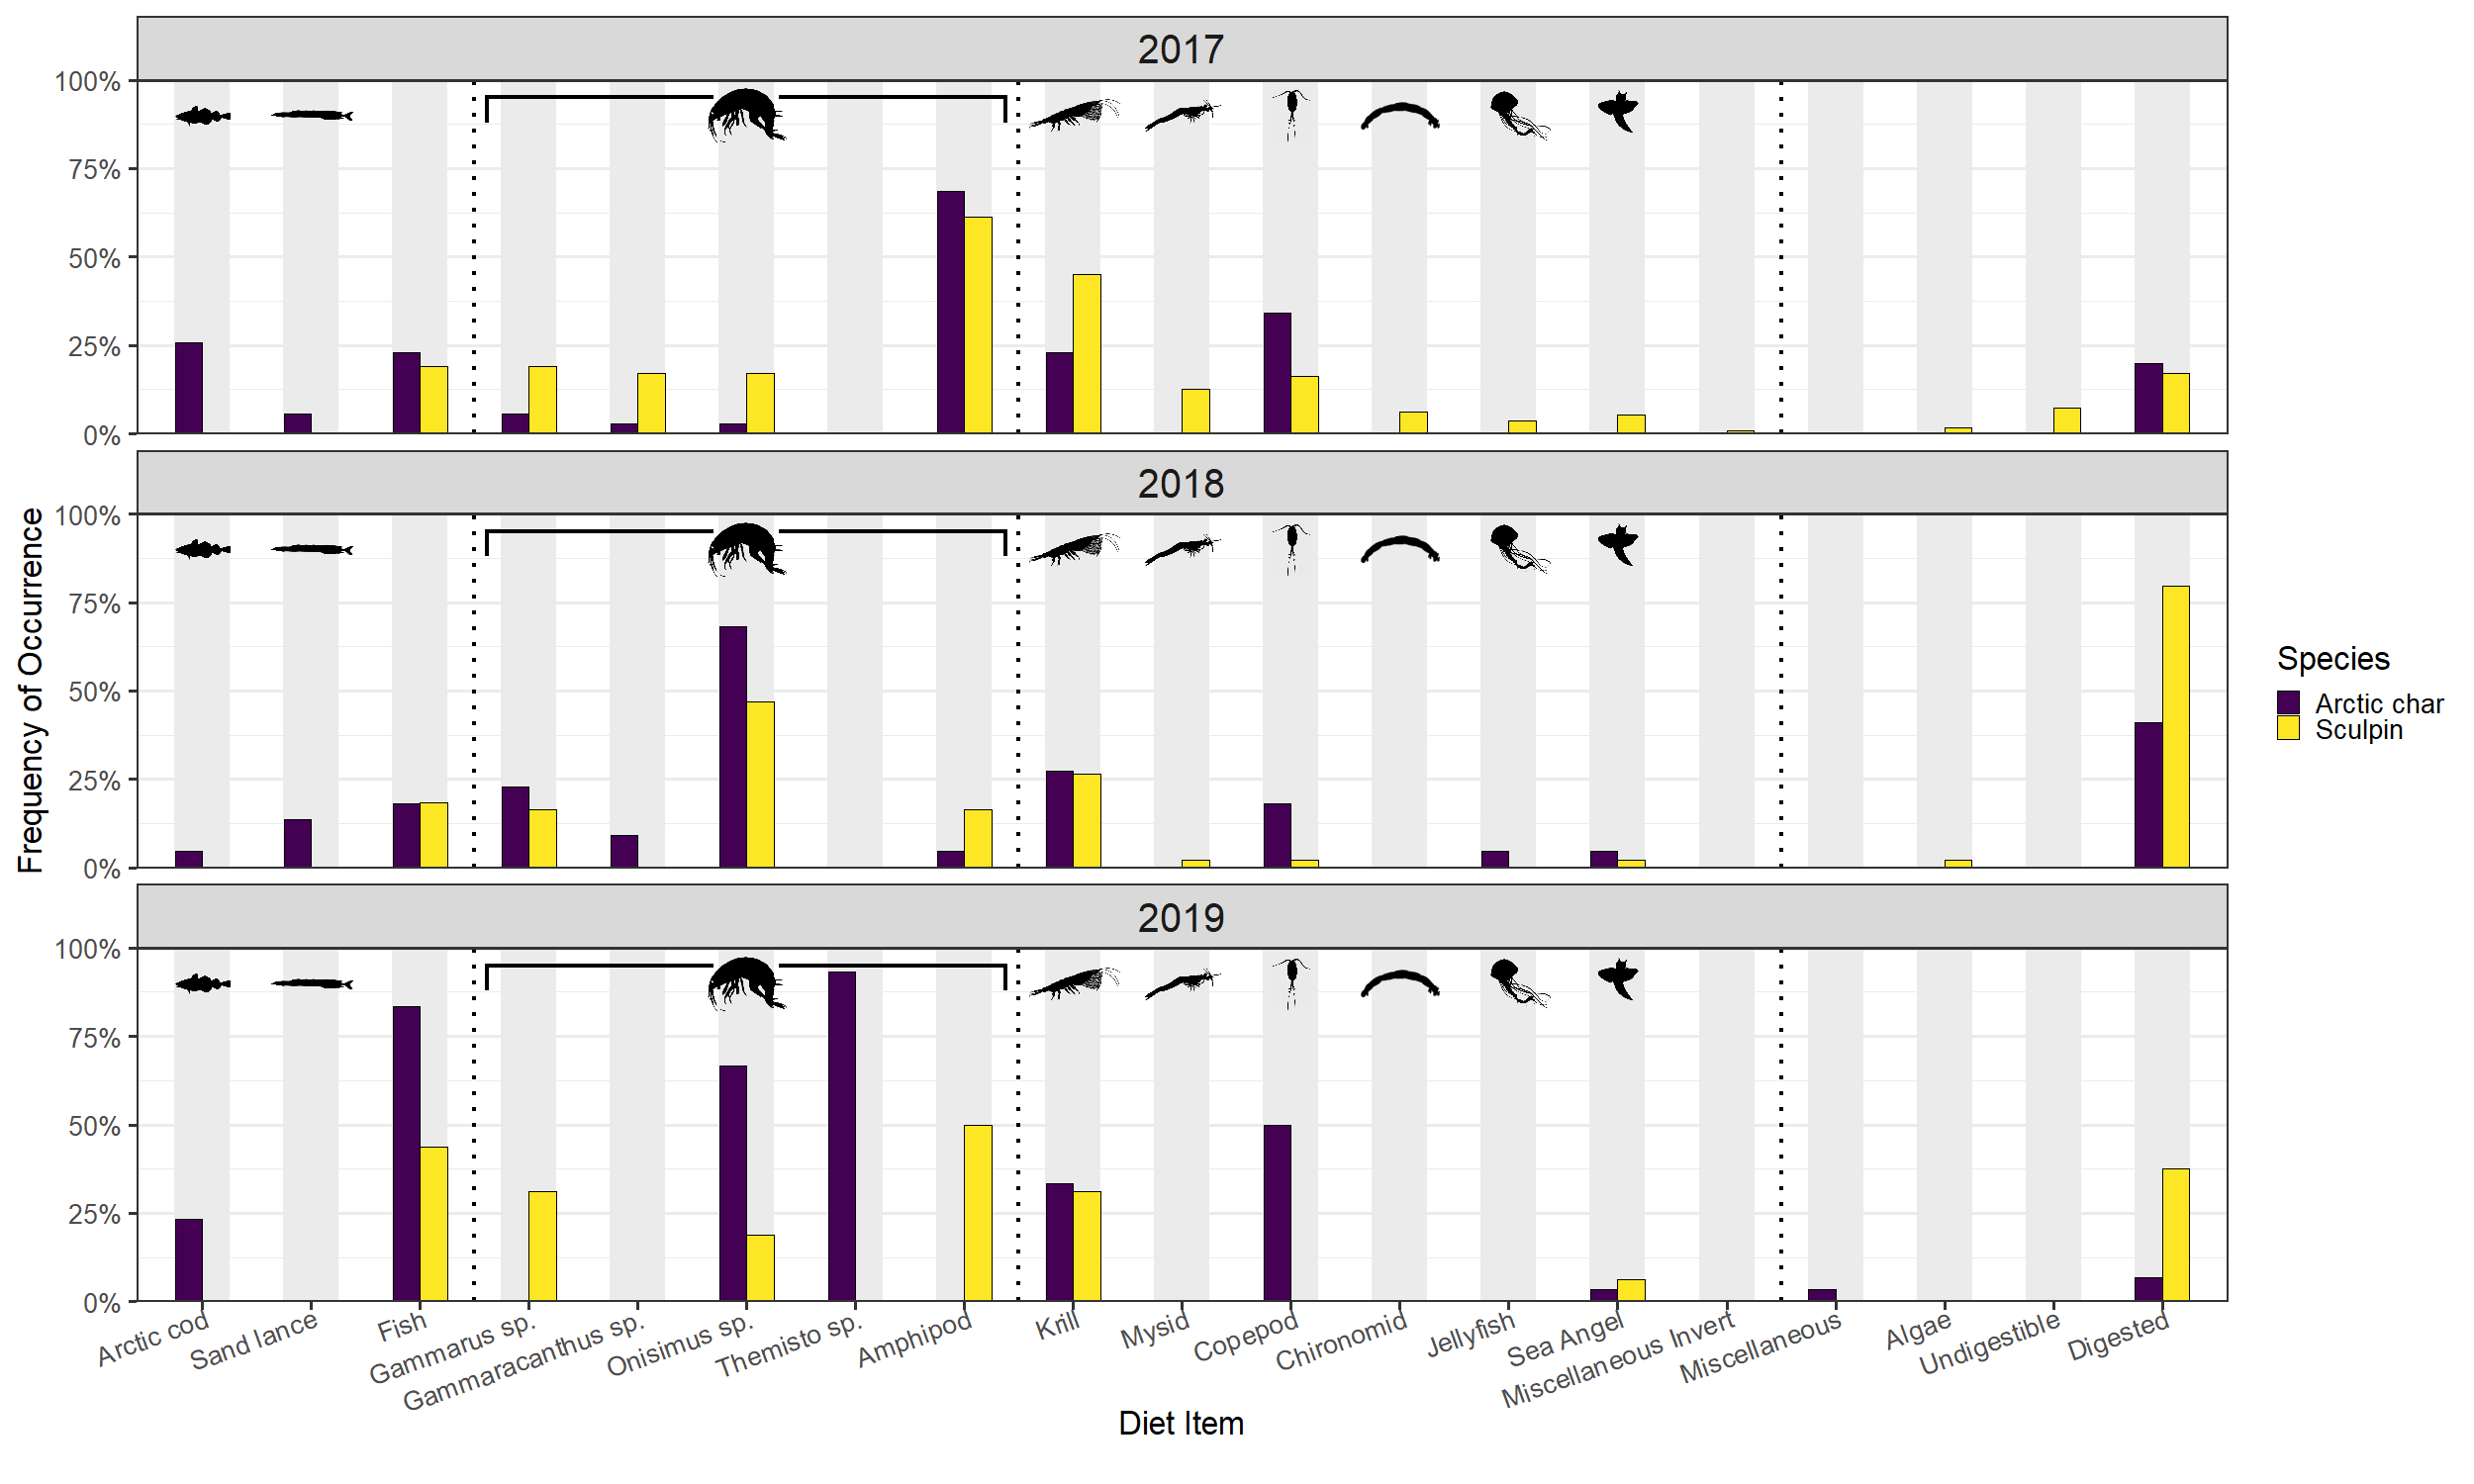 2017
100%
75%
50%
25%
0%
2018
100%
75%
50%
25%
0%
2019
100%
75%
50%
25%
0%
Frequency of Occurrence
Arctic cod
Sand lance
Fish
Gammarus sp.
Gammaracanthus sp.
Onisimus sp.
Themisto sp.
Amphipod
Krill
Mysid
Copepod
Chironomid
Jellyfish
Sea Angel
Miscellaneous Invert
Miscellaneous
Algae
Undigestible
Digested
Diet Item
Species
Arctic char
Sculpin